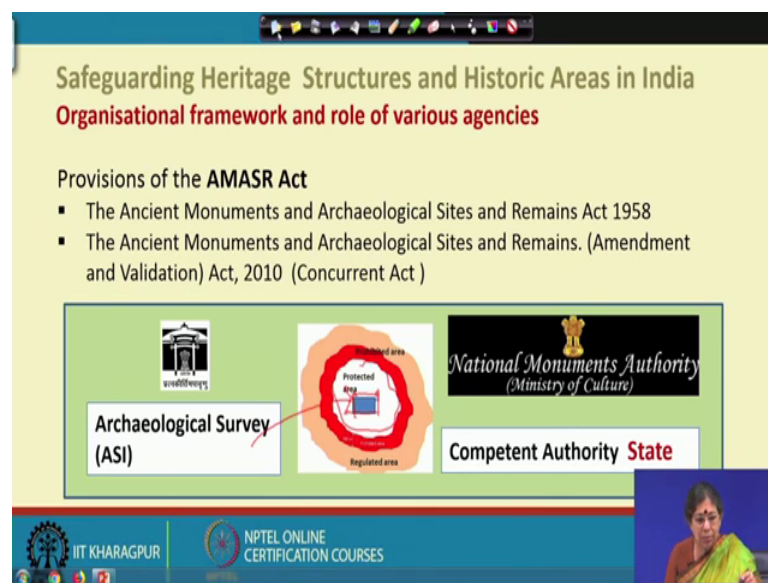 Safeguarding Heritage Structures and Historic Areas in India
Organisational framework and role of various agencies
Provisions of the AMASR Act
▪ The Ancient Monuments and Archaeological Sites and Remains Act 1958
▪ The Ancient Monuments and Archaeological Sites and Remains. (Amendment
and Validation) Act, 2010 (Concurrent Act )
प्रत्नकीर्तिमपावृणु
Archaeological Survey
(ASI)
Prohibited area
Protected
area
Regulated area
National Monuments Authority
(Ministry of Culture)
Competent Authority State
IIT KHARAGPUR
NPTEL ONLINE
CERTIFICATION COURSES